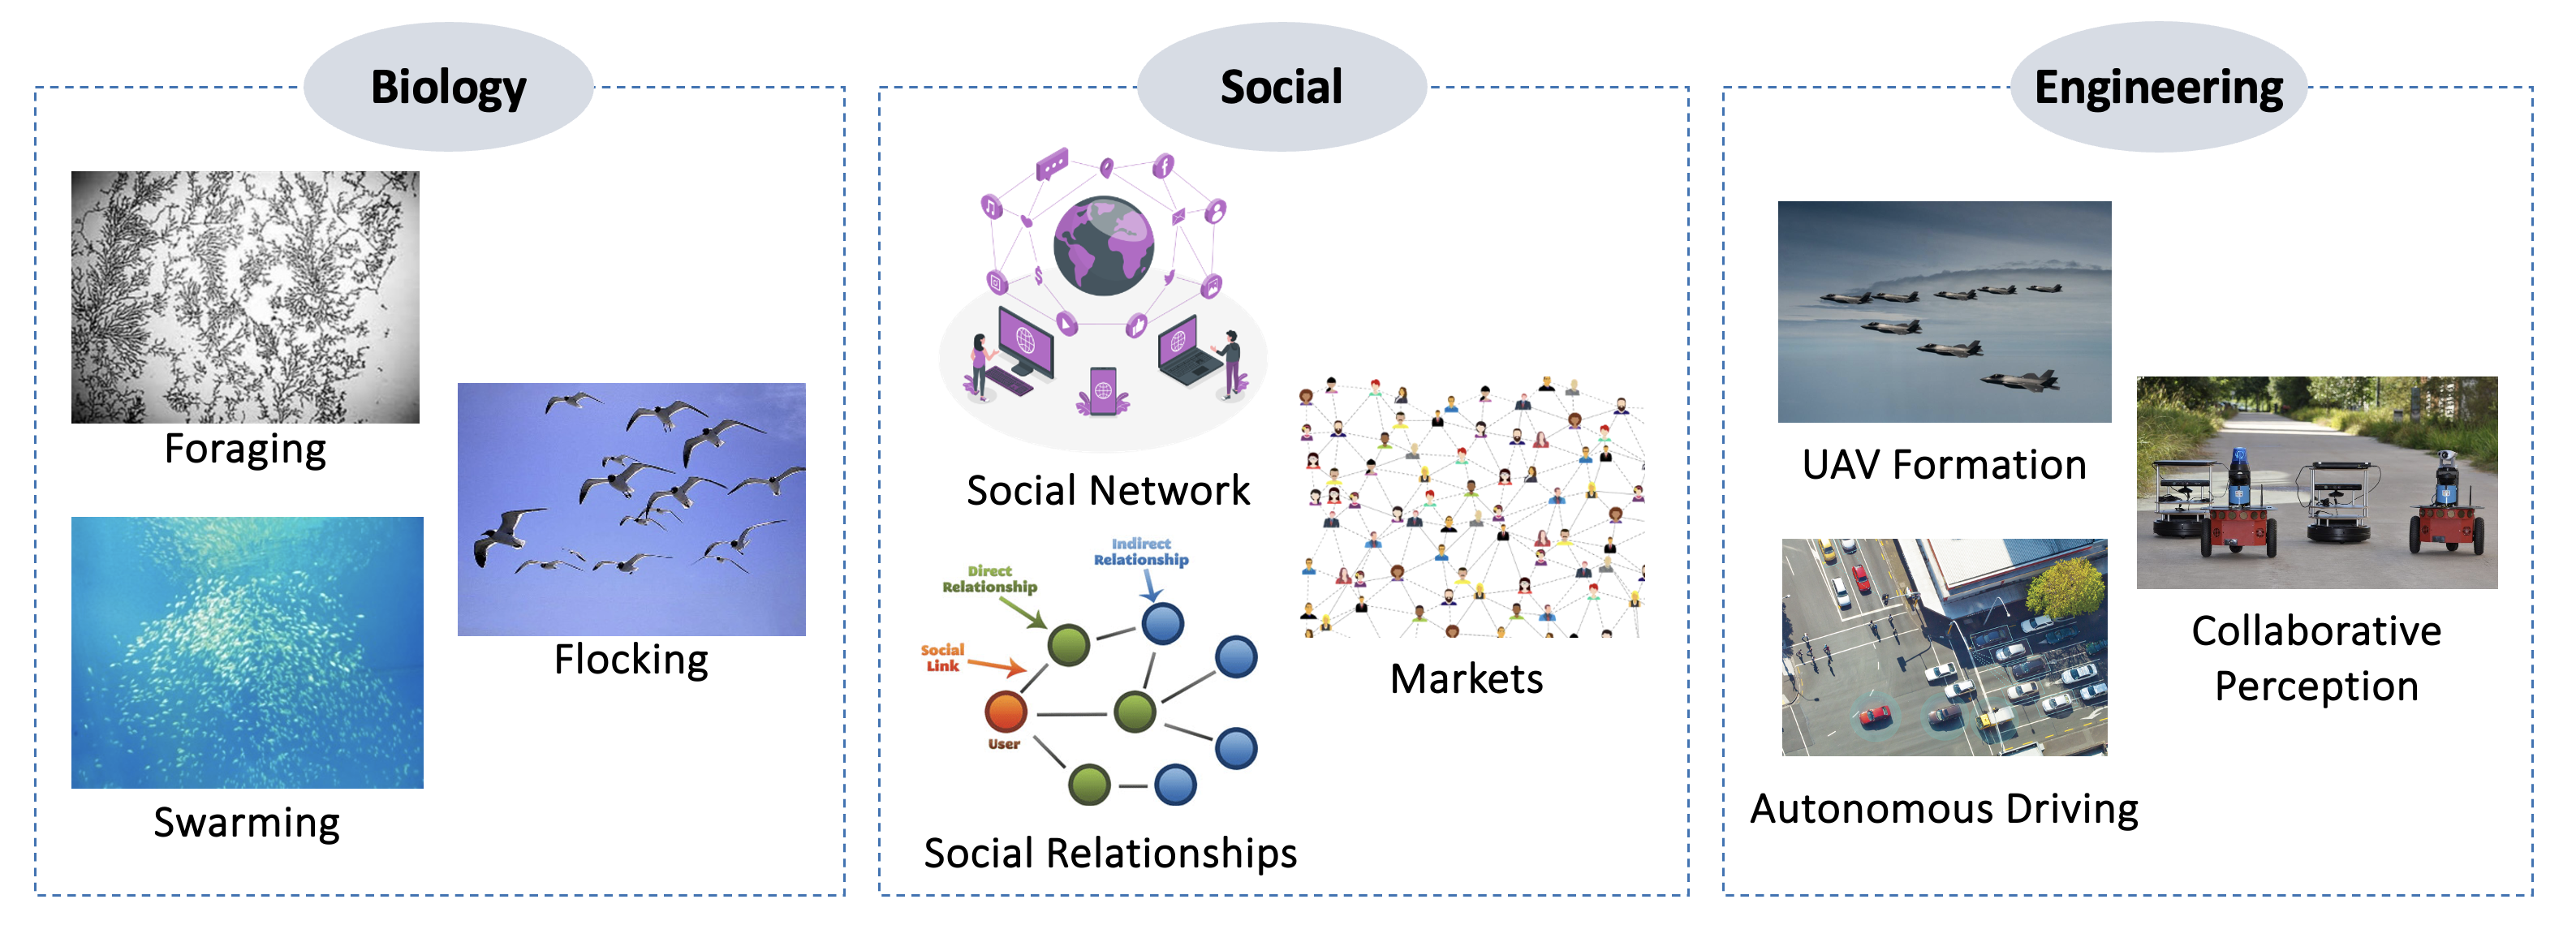 Biology
Foraging
Flocking
Swarming
Social
Social Network
Indirect
Relationship
Direct
Relationship
Social
Link
User
Markets
Social Relationships
Engineering
UAV Formation
Collaborative
Perception
Autonomous Driving